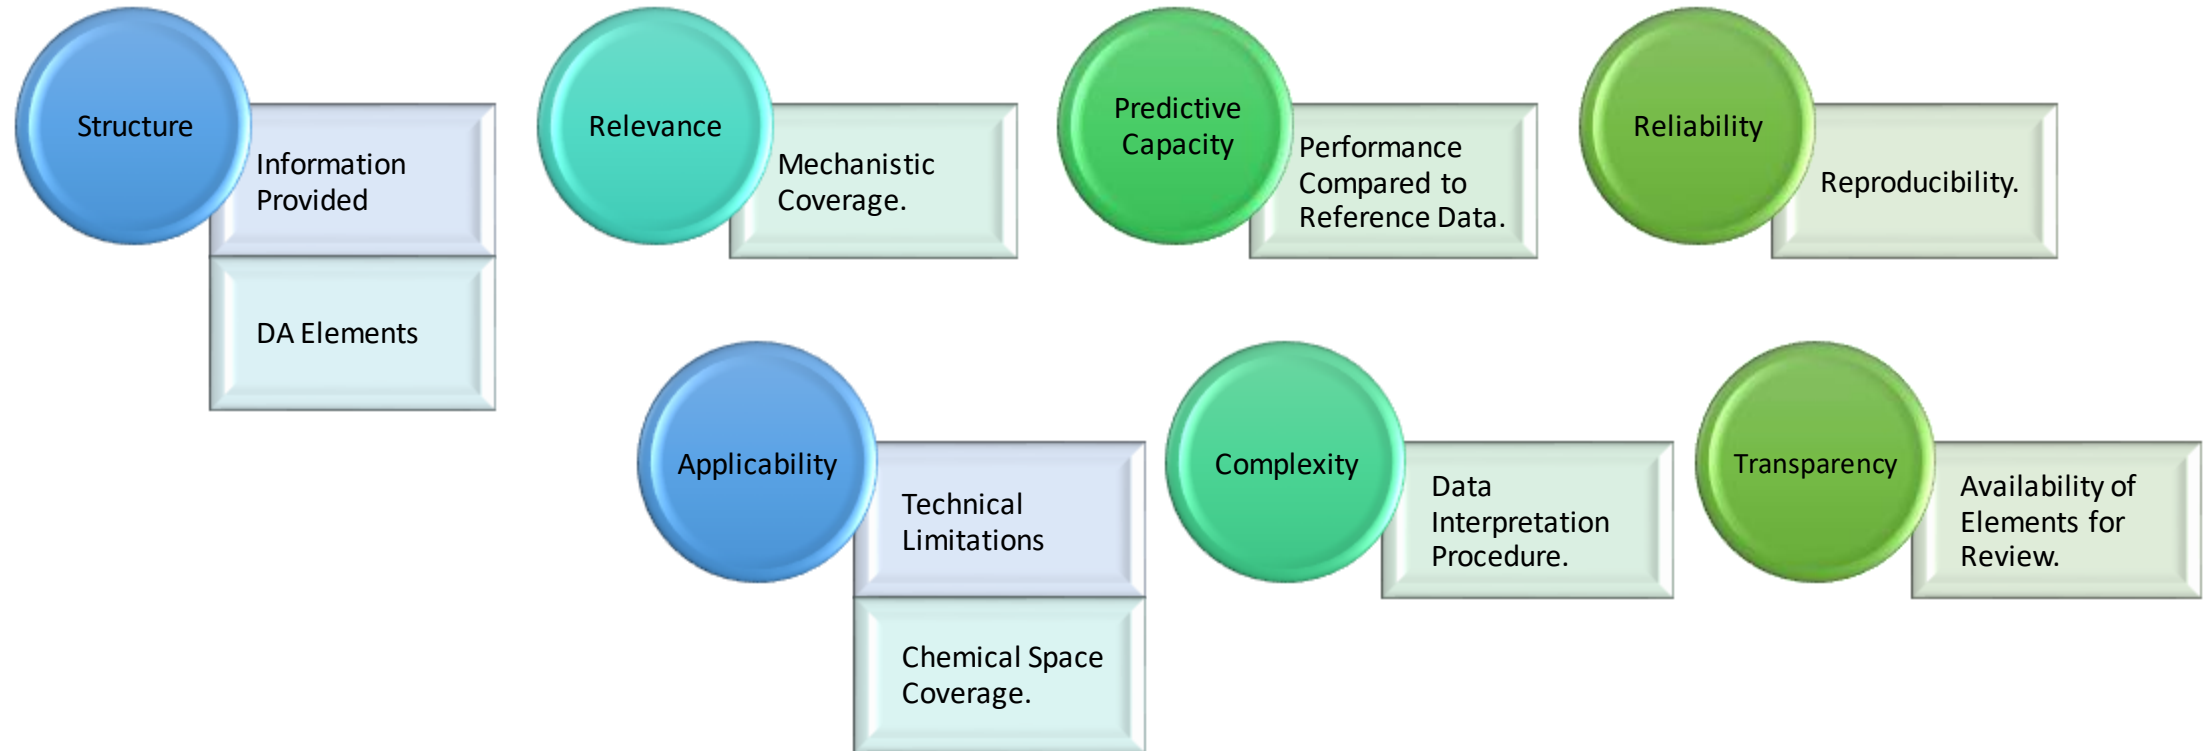 Structure
Information
Provided
DA Elements
Relevance
Mechanistic
Coverage.
Predictive
Capacity
Performance
Compared to
Reference Data.
Reliability
Reproducibility.
Applicability
Technical
Limitations
Chemical Space
Coverage.
Complexity
Data
Interpretation
Procedure.
Transparency
Availability of
Elements for
Review.